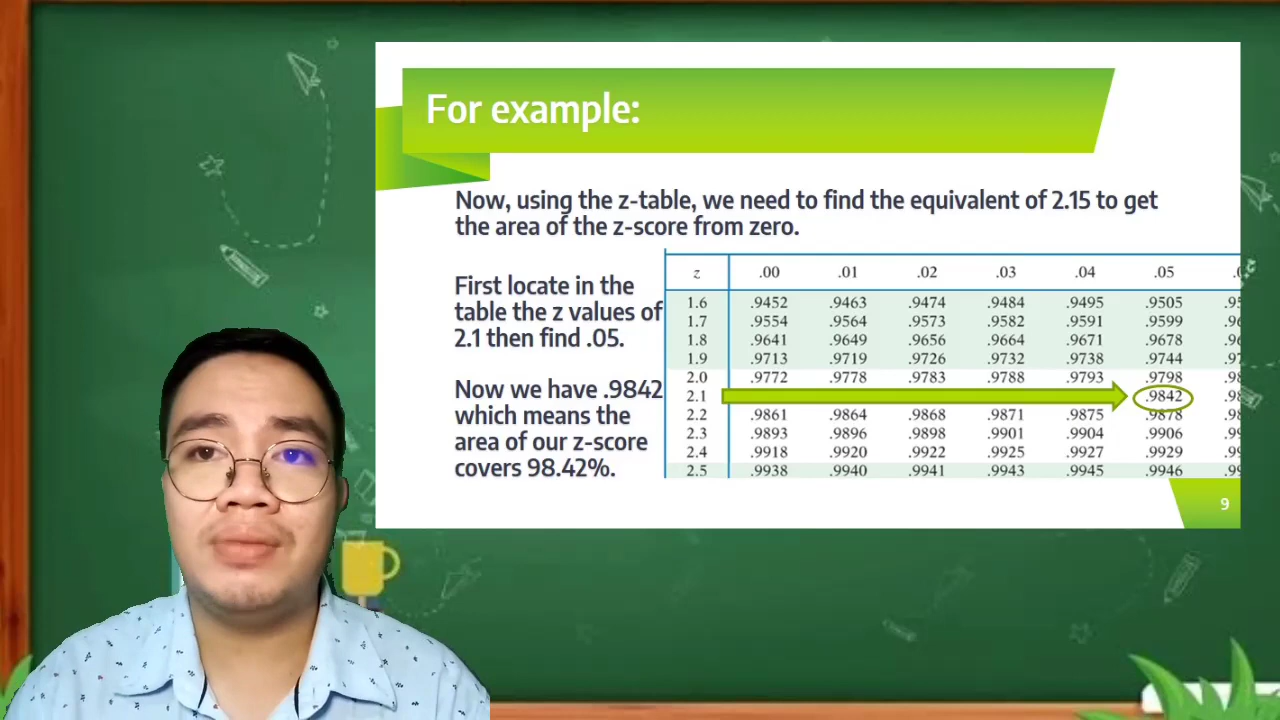 For example:
Now, using the z-table, we need to find the equivalent of 2.15 to get
the area of the z-score from zero.
First locate in the
table the z values of
2.1 then find .05.
Now we have .9842
which means the
area of our z-score
covers 98.42%.
z .00 .01 .02 .03 .04 .05
1.6 .9452 .9463 .9474 .9484 .9495 .9505
1.7 .9554 .9564 .9573 .9582 .9591 .9599
1.8 .9641 .9649 .9656 .9664 .9671 .9678
1.9 .9713 .9719 .9726 .9732 .9738 .9744
2.0 .9772 .9778 .9783 .9788 .9793 .9798
2.1 .9842
2.2 .9861 .9864 .9868 .9871 .9875 .9878
2.3 .9893 .9896 .9898 .9901 .9904 .9906
2.4 .9918 .9920 .9922 .9925 .9927 .9929
2.5 .9938 .9940 .9941 .9943 .9945 .9946
9